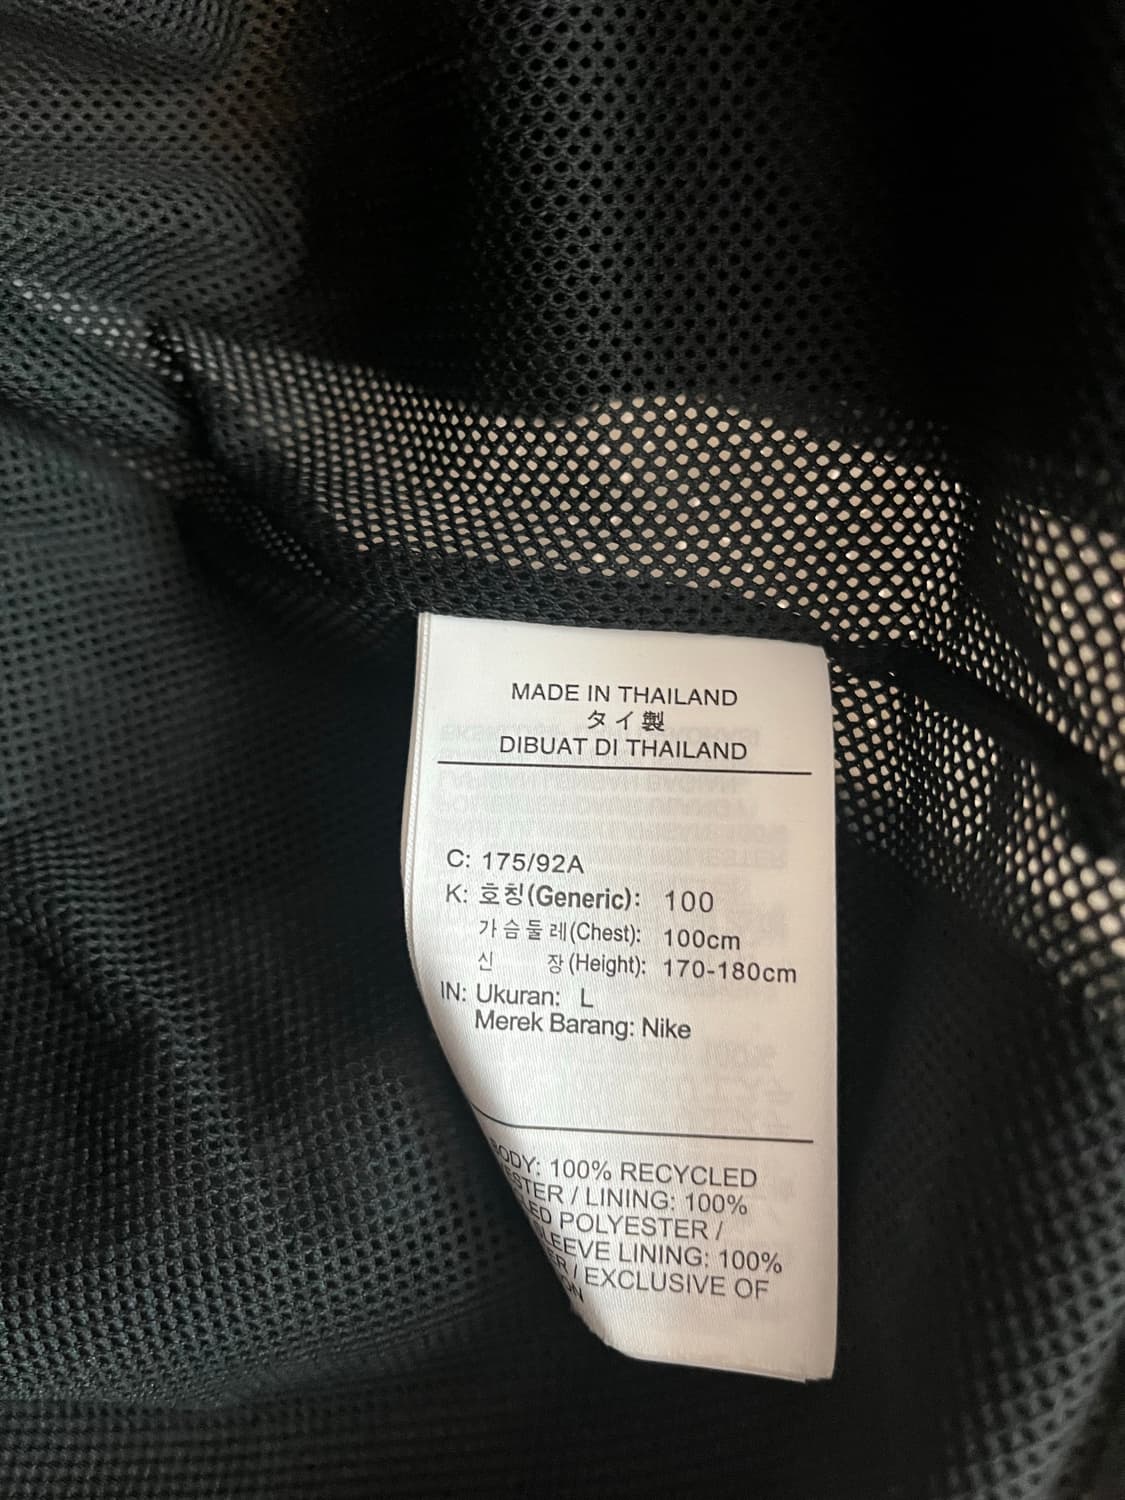 MADE IN THAILAND
タイ製
DIBUAT DI THAILAND
C: 175/92A
K: 호칭(Generic): 100
가슴둘레(Chest): 100cm
신 장(Height): 170-180cm
IN: Ukuran: L
Merek Barang: Nike
BODY: 100% RECYCLED
/ LINING: 100%
POLYESTER /
SLEEVE LINING: 100%
/ EXCLUSIVE OF